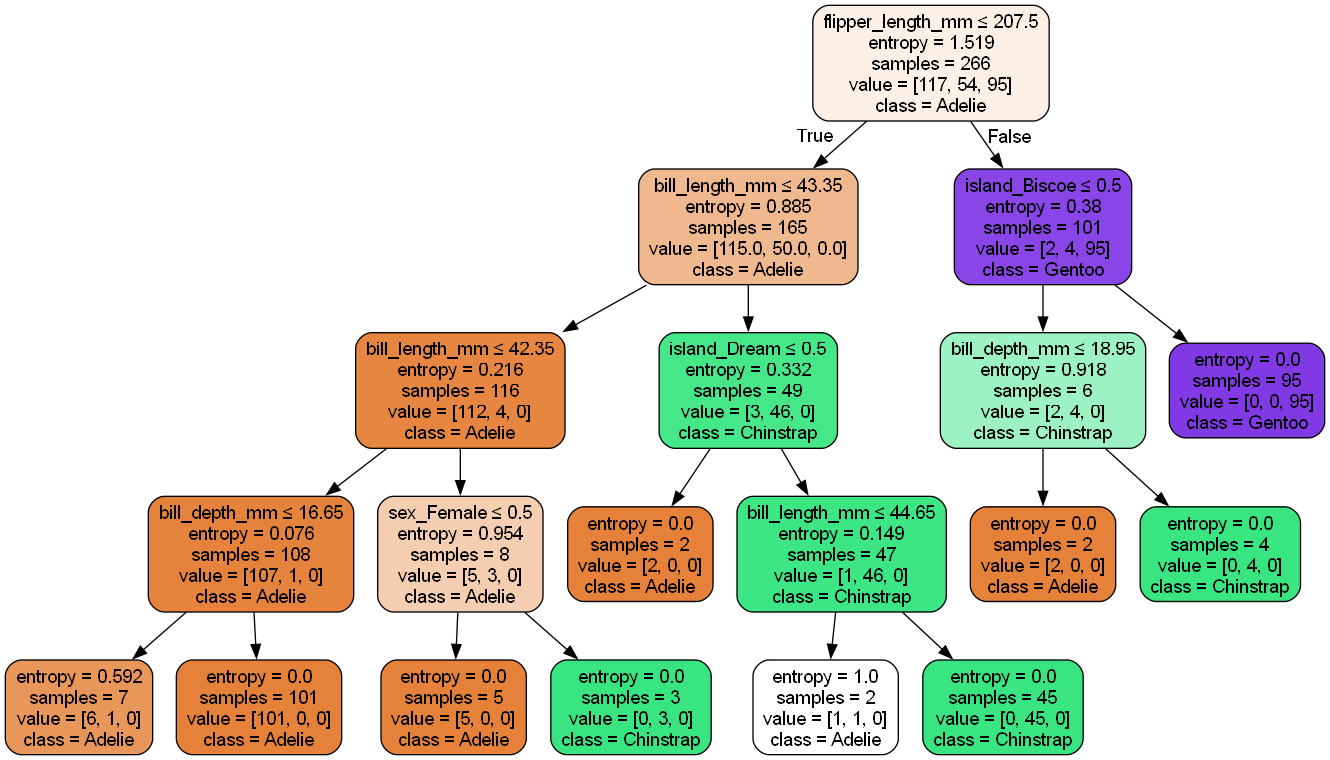 flipper_length_mm ≤ 207.5
entropy = 1.519
samples = 266
value = [117, 54, 95]
class = Adelie
True
False
bill_length_mm ≤ 43.35
entropy = 0.885
samples = 165
value = [115.0, 50.0, 0.0]
class = Adelie
island_Biscoe ≤ 0.5
entropy = 0.38
samples = 101
value = [2, 4, 95]
class = Gentoo
bill_length_mm ≤ 42.35
entropy = 0.216
samples = 116
value = [112, 4, 0]
class = Adelie
island_Dream ≤ 0.5
entropy = 0.332
samples = 49
value = [3, 46, 0]
class = Chinstrap
bill_depth_mm ≤ 18.95
entropy = 0.918
samples = 6
value = [2, 4, 0]
class = Chinstrap
entropy = 0.0
samples = 95
value = [0, 0, 95]
class = Gentoo
bill_depth_mm ≤ 16.65
entropy = 0.076
samples = 108
value = [107, 1, 0]
class = Adelie
sex_Female ≤ 0.5
entropy = 0.954
samples = 8
value = [5, 3, 0]
class = Adelie
entropy = 0.0
samples = 2
value = [2, 0, 0]
class = Adelie
bill_length_mm ≤ 44.65
entropy = 0.149
samples = 47
value = [1, 46, 0]
class = Chinstrap
entropy = 0.0
samples = 2
value = [2, 0, 0]
class = Adelie
entropy = 0.0
samples = 4
value = [0, 4, 0]
class = Chinstrap
entropy = 0.592
samples = 7
value = [6, 1, 0]
class = Adelie
entropy = 0.0
samples = 101
value = [101, 0, 0]
class = Adelie
entropy = 0.0
samples = 5
value = [5, 0, 0]
class = Adelie
entropy = 0.0
samples = 3
value = [0, 3, 0]
class = Chinstrap
entropy = 1.0
samples = 2
value = [1, 1, 0]
class = Adelie
entropy = 0.0
samples = 45
value = [0, 45, 0]
class = Chinstrap